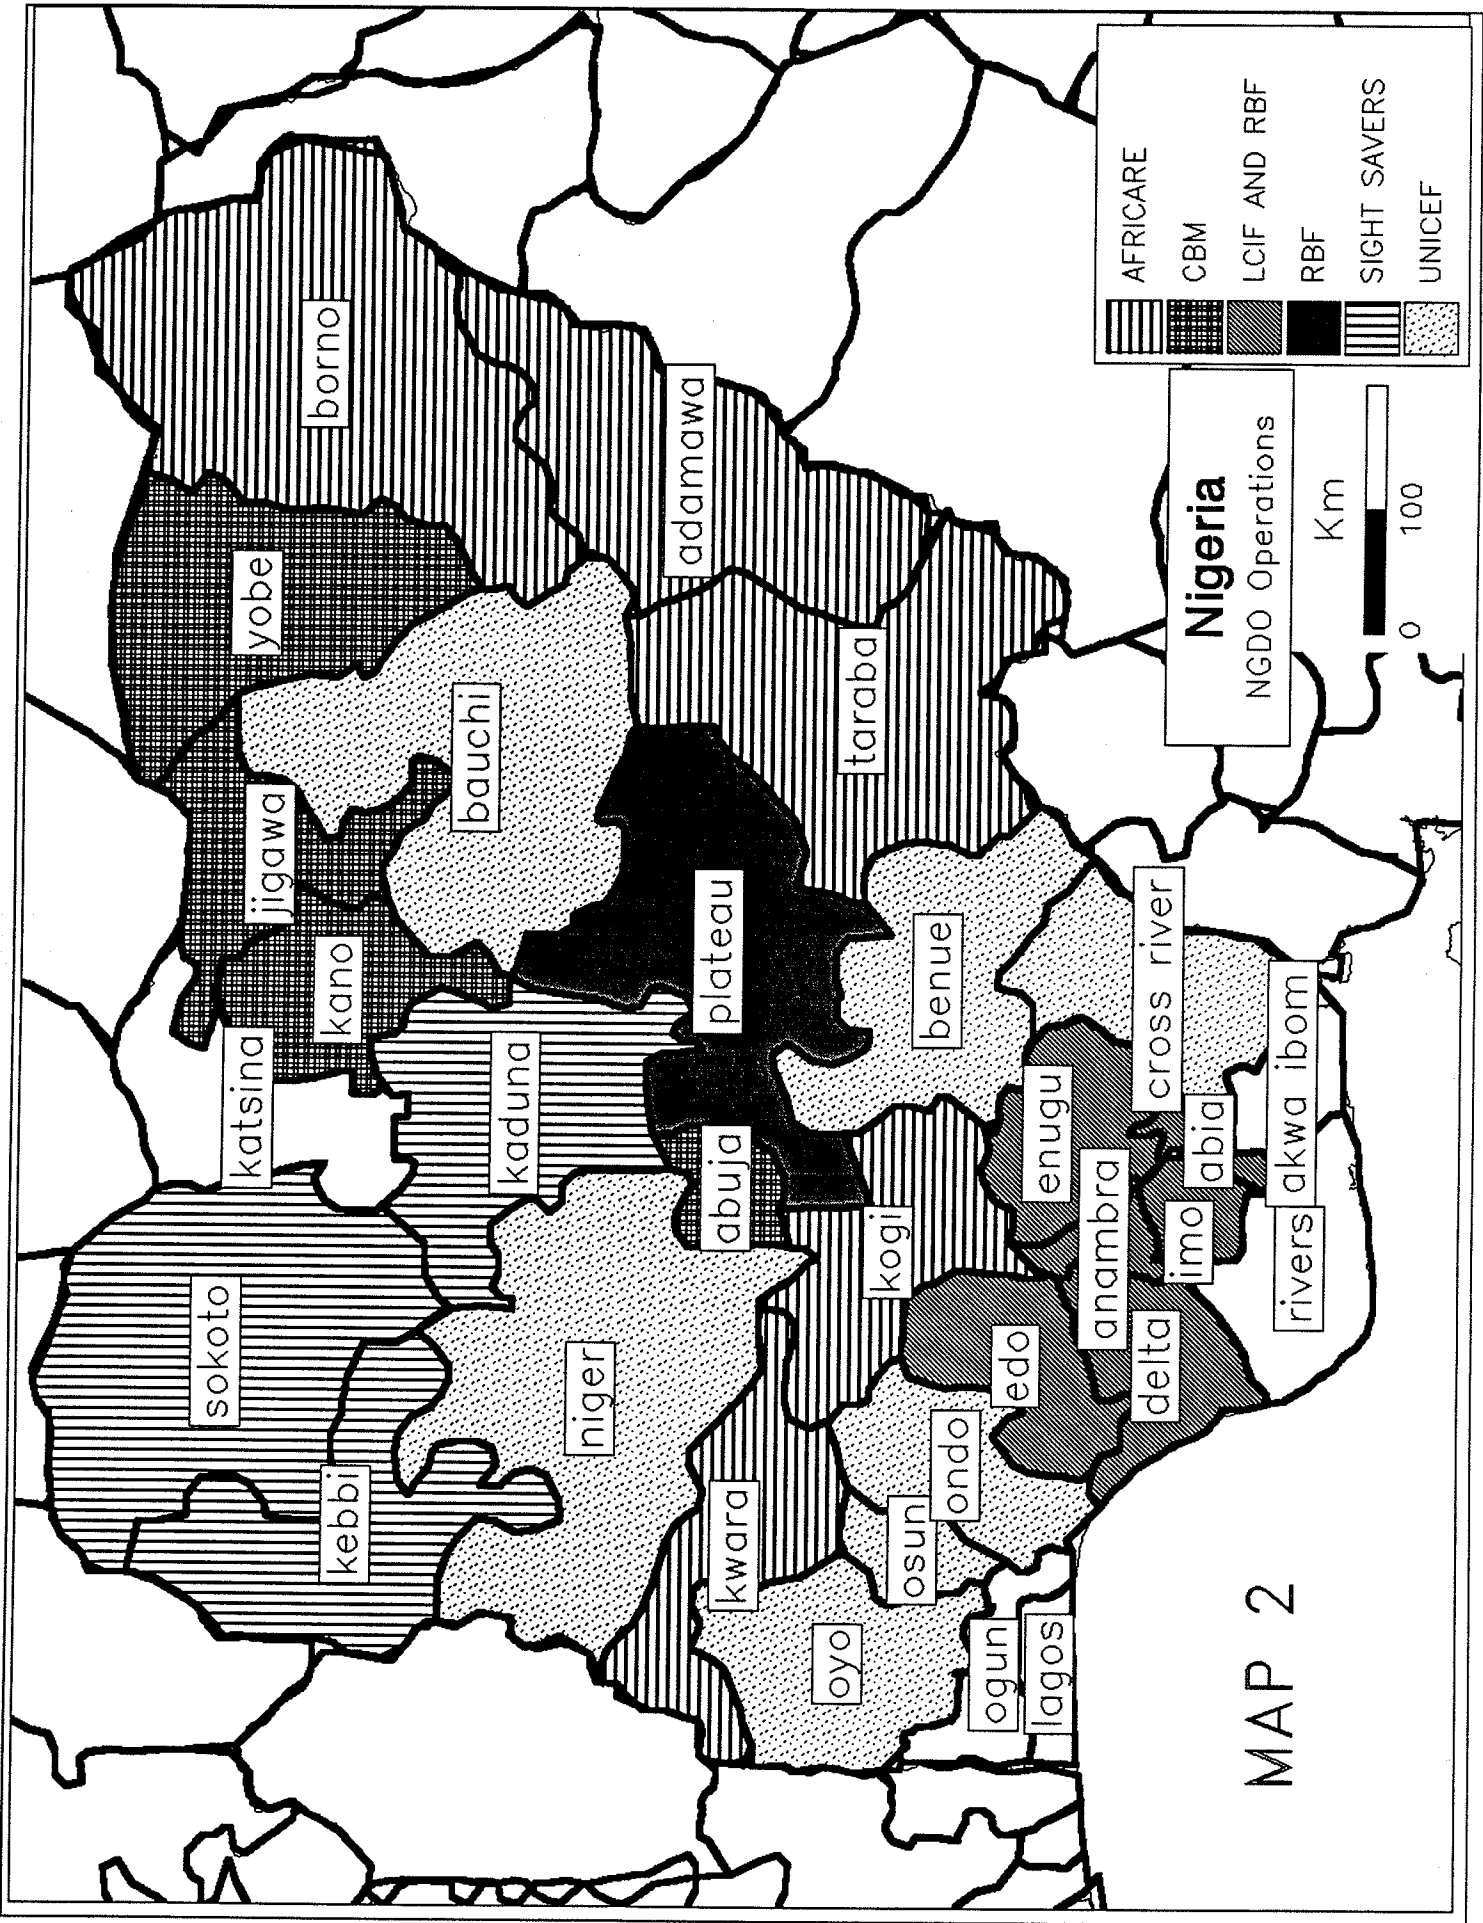 sokoto
katsina
jigawa
yobe
borno
kebbi
kano
kaduna
bauchi
niger
abuja
plateau
adamawa
kwara
kogi
taraba
oyo
osun
ondo
benue
ogun
edo
enugu
lagos
anambra
delta
imo
abia
cross river
rivers
akwa ibom
MAP 2
Nigeria
NGDO Operations
Km
0
100
AFRICARE
CBM
LCIF AND RBF
RBF
SIGHT SAVERS
UNICEF